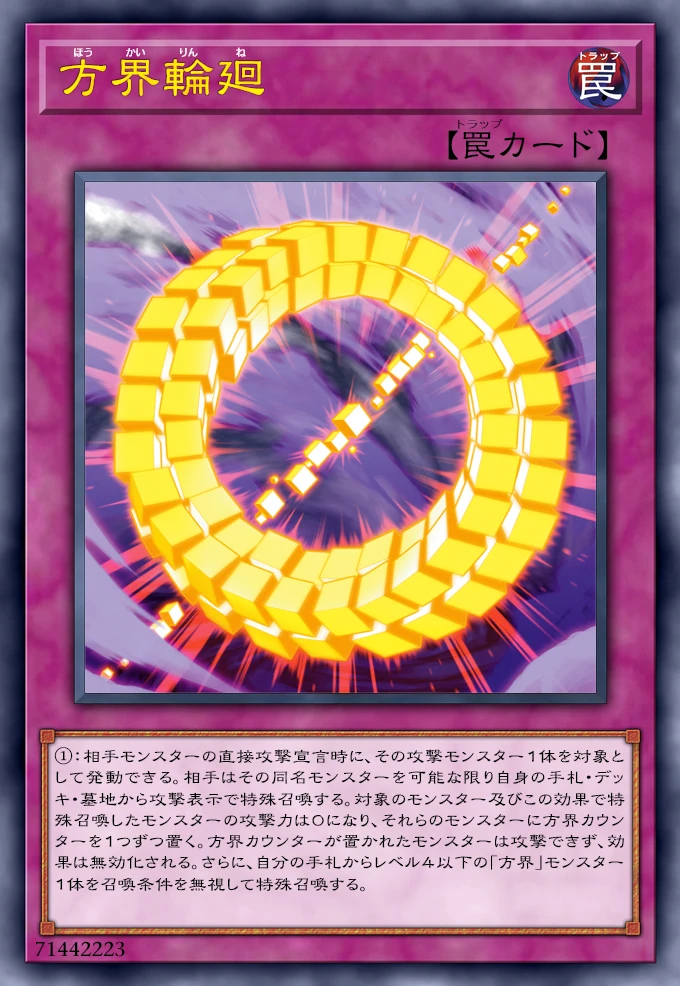 ほう かい りん ね
方界輪廻
トラップ
罠
トラップ
【罠カード】
①：相手モンスターの直接攻撃宣言時に、その攻撃モンスター１体を対象と
して発動できる。相手はその同名モンスターを可能な限り自身の手札・デッ
キ・墓地から攻撃表示で特殊召喚する。対象のモンスター及びこの効果で特
殊召喚したモンスターの攻撃力は０になり、それらのモンスターに方界カウン
ターを１つずつ置く。方界カウンターが置かれたモンスターは攻撃できず、効
果は無効化される。さらに、自分の手札からレベル４以下の「方界」モンスター
１体を召喚条件を無視して特殊召喚する。
71442223